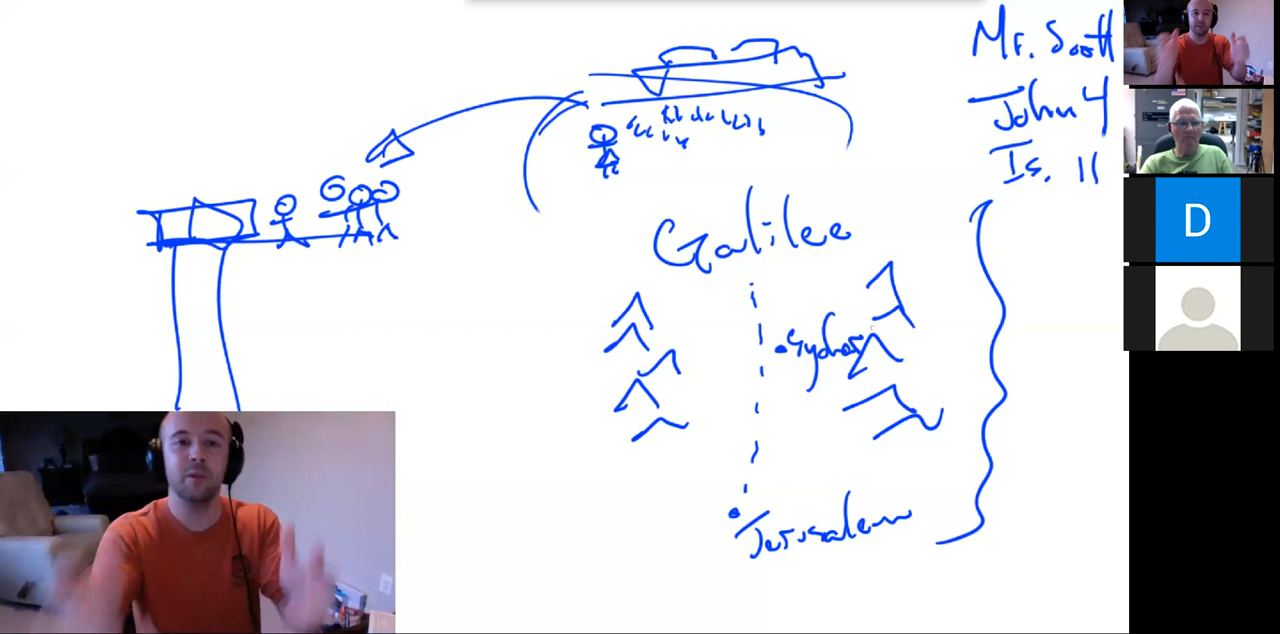 Mr. Scott
John 4
Is. 11
Galilee
Sychar
Jerusalem
D